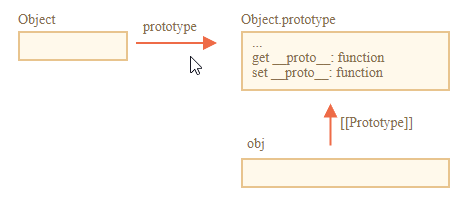 Object
prototype
Object.prototype
...
get __proto__: function
set __proto__: function
[[Prototype]]
obj